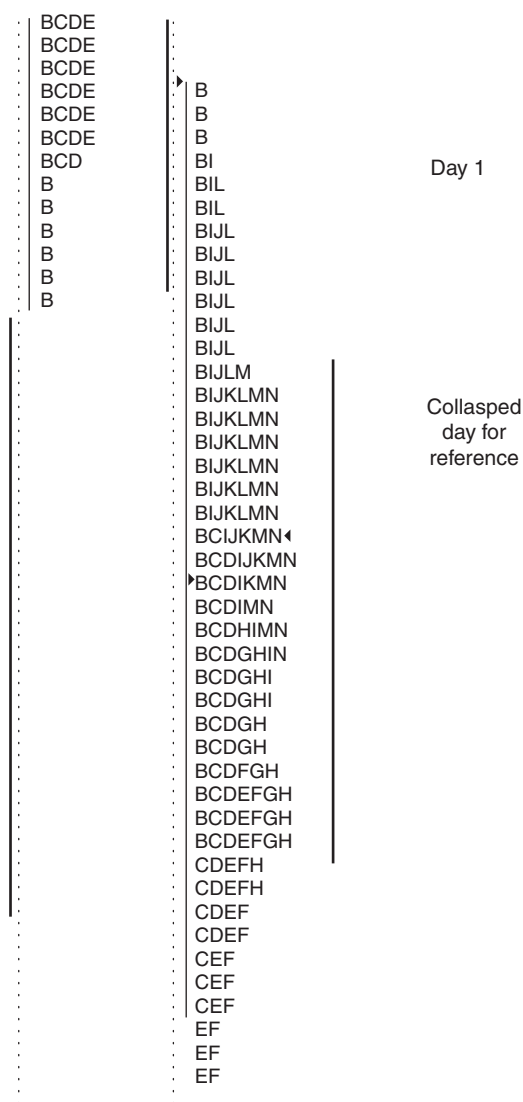 BCDE
BCDE
BCDE
BCDE
BCDE
BCDE
BCD
B
B
B
B
B
B
B
B
B
BI
BIL
BIL
BIJL
BIJL
BIJL
BIJL
BIJL
BIJL
BIJLM
BIJKLMN
BIJKLMN
BIJKLMN
BIJKLMN
BIJKLMN
BIJKLMN
BCIJKMN
BCDIJKMN
BCDIKMN
BCDIMN
BCDHIMN
BCDGHIN
BCDGHI
BCDGHI
BCDGH
BCDGH
BCDFGH
BCDEFGH
BCDEFGH
BCDEFGH
CDEFH
CDEFH
CDEF
CDEF
CEF
CEF
CEF
EF
EF
EF
Day 1
Collasped
day for
reference